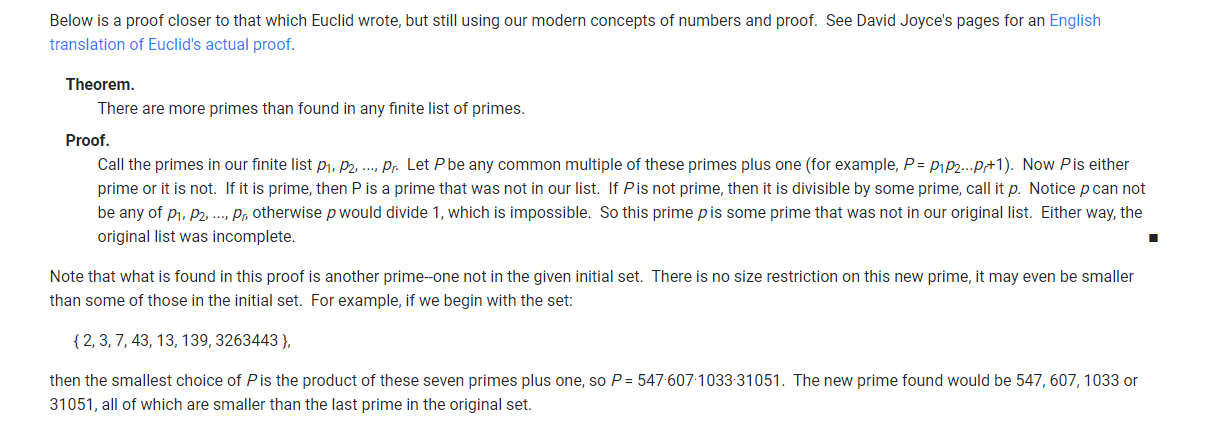 Below is a proof closer to that which Euclid wrote, but still using our modern concepts of numbers and proof.  See David Joyce's pages for an English
translation of Euclid's actual proof.
Theorem.
There are more primes than found in any finite list of primes.
Proof.
Call the primes in our finite list p₁, p₂, ..., pᵣ.  Let P be any common multiple of these primes plus one (for example, P = p₁p₂...pᵣ+1).  Now P is either
prime or it is not.  If it is prime, then P is a prime that was not in our list.  If P is not prime, then it is divisible by some prime, call it p.  Notice p can not
be any of p₁, p₂, ..., pᵣ, otherwise p would divide 1, which is impossible.  So this prime p is some prime that was not in our original list.  Either way, the
original list was incomplete. ■
Note that what is found in this proof is another prime--one not in the given initial set.  There is no size restriction on this new prime, it may even be smaller
than some of those in the initial set.  For example, if we begin with the set:
{ 2, 3, 7, 43, 13, 139, 3263443 },
then the smallest choice of P is the product of these seven primes plus one, so P = 547·607·1033·31051.  The new prime found would be 547, 607, 1033 or
31051, all of which are smaller than the last prime in the original set.